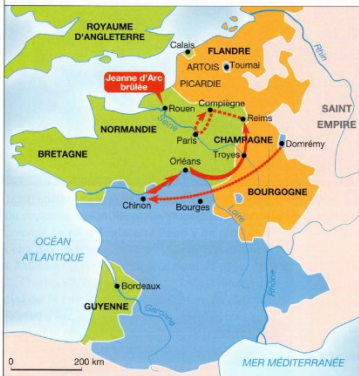 ROYAUME
D'ANGLETERRE
Calais
FLANDRE
ARTOIS
Tournai
PICARDIE
Rhin
Jeanne d'Arc
brûlée
Rouen
Compiègne
Reims
SAINT
EMPIRE
NORMANDIE
Seine
Paris
CHAMPAGNE
Domrémy
BRETAGNE
Troyes
Orléans
BOURGOGNE
Chinon
Bourges
Loire
OCÉAN
ATLANTIQUE
Bordeaux
Rhône
GUYENNE
Garonne
0
200 km
MER MÉDITERRANÉE